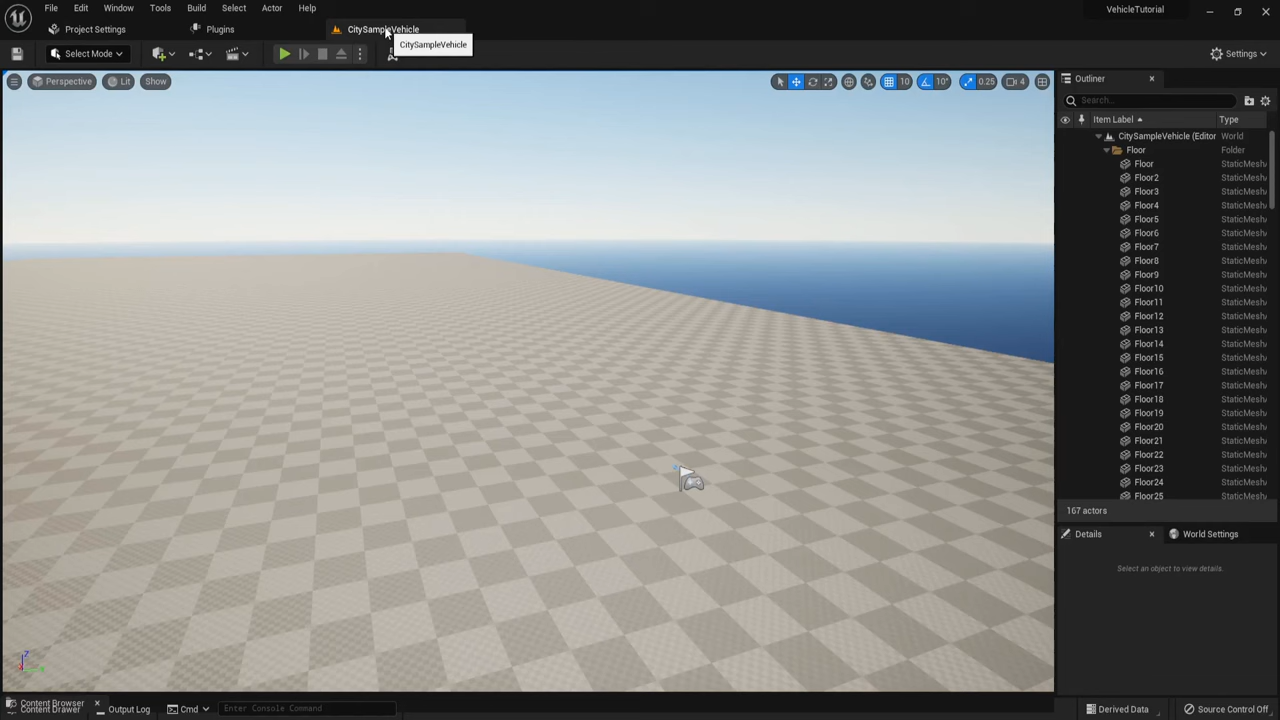 File Edit Window Tools Build Select Actor Help
VehicleTutorial
Project Settings
Plugins
CitySampleVehicle
CitySampleVehicle
Select Mode
Settings
Perspective
Lit
Show
10
10°
0.25
4
Outliner
Search...
Item Label
Type
CitySampleVehicle (Editor World
Floor Folder
Floor StaticMesh
Floor2 StaticMesh
Floor3 StaticMesh
Floor4 StaticMesh
Floor5 StaticMesh
Floor6 StaticMesh
Floor7 StaticMesh
Floor8 StaticMesh
Floor9 StaticMesh
Floor10 StaticMesh
Floor11 StaticMesh
Floor12 StaticMesh
Floor13 StaticMesh
Floor14 StaticMesh
Floor15 StaticMesh
Floor16 StaticMesh
Floor17 StaticMesh
Floor18 StaticMesh
Floor19 StaticMesh
Floor20 StaticMesh
Floor21 StaticMesh
Floor22 StaticMesh
Floor23 StaticMesh
Floor24 StaticMesh
Floor25 StaticMesh
167 actors
Details
World Settings
Select an object to view details.
Z
Content Browser
Content Drawer
Output Log
Cmd
Enter Console Command
Derived Data
Source Control Off